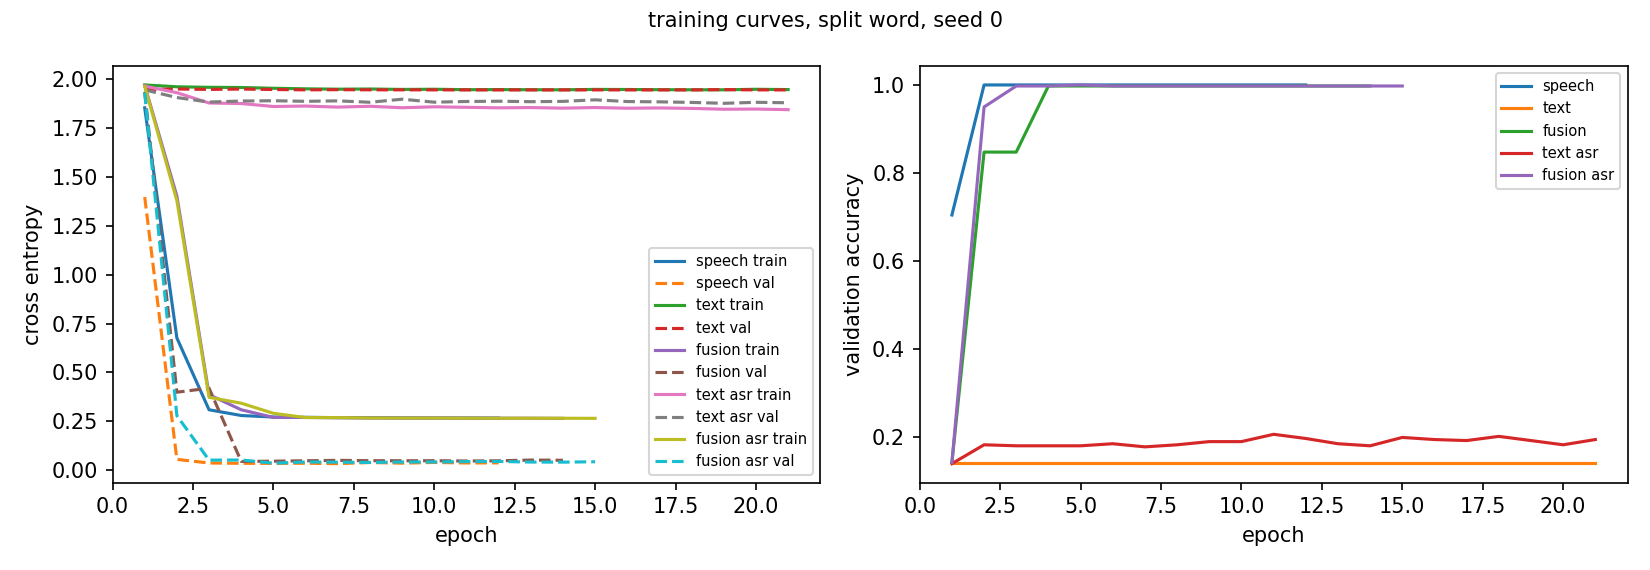 training curves, split word, seed 0
cross entropy
2.00
1.75
1.50
1.25
1.00
0.75
0.50
0.25
0.00
speech train
speech val
text train
text val
fusion train
fusion val
text asr train
text asr val
fusion asr train
fusion asr val
0.0 2.5 5.0 7.5 10.0 12.5 15.0 17.5 20.0
epoch
validation accuracy
1.0
0.8
0.6
0.4
0.2
speech
text
fusion
text asr
fusion asr
0.0 2.5 5.0 7.5 10.0 12.5 15.0 17.5 20.0
epoch